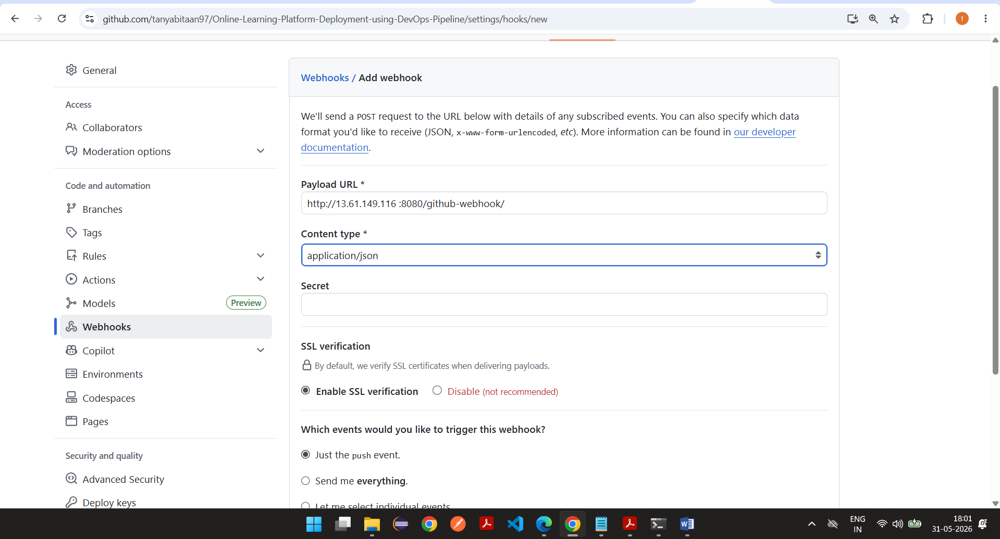 github.com/tanyabitaan97/Online-Learning-Platform-Deployment-using-DevOps-Pipeline/settings/hooks/new
t
General
Access
Collaborators
Moderation options
Code and automation
Branches
Tags
Rules
Actions
Models
Preview
Webhooks
Copilot
Environments
Codespaces
Pages
Security and quality
Advanced Security
Deploy keys
Webhooks / Add webhook
We'll send a POST request to the URL below with details of any subscribed events. You can also specify which data
format you'd like to receive (JSON, x-www-form-urlencoded, etc). More information can be found in our developer
documentation.
Payload URL *
http://13.61.149.116 :8080/github-webhook/
Content type *
application/json
Secret
SSL verification
By default, we verify SSL certificates when delivering payloads.
Enable SSL verification
Disable (not recommended)
Which events would you like to trigger this webhook?
Just the push event.
Send me everything.
Let me select individual events
ENG
IN
18:01
31-05-2026